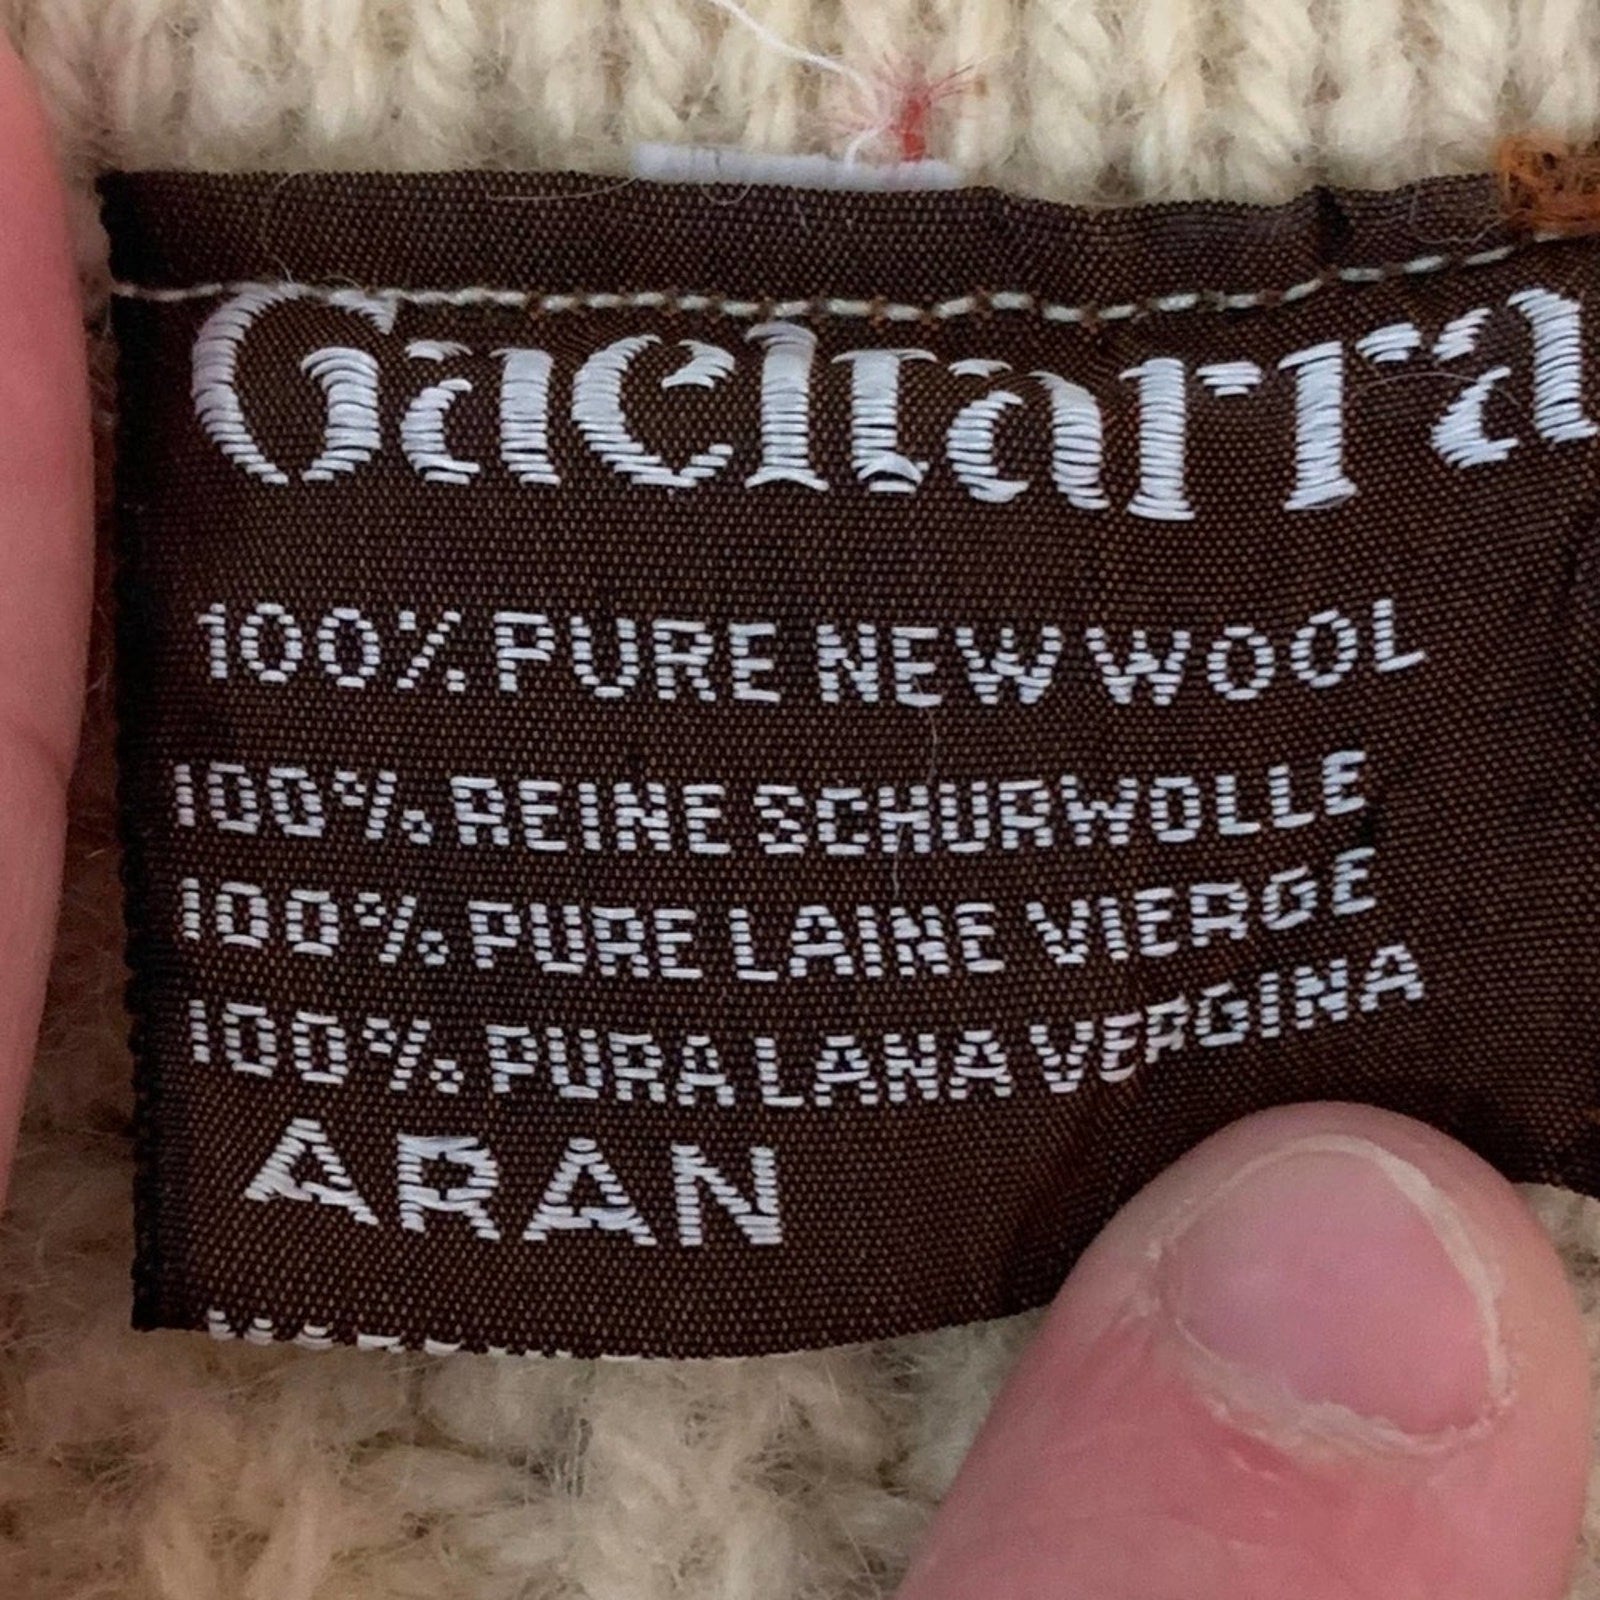 Gaeltarra
100% PURE NEW WOOL
100% REINE SCHURWOLLE
100% PURE LAINE VIERGE
100% PURA LANA VERGINA
ARAN